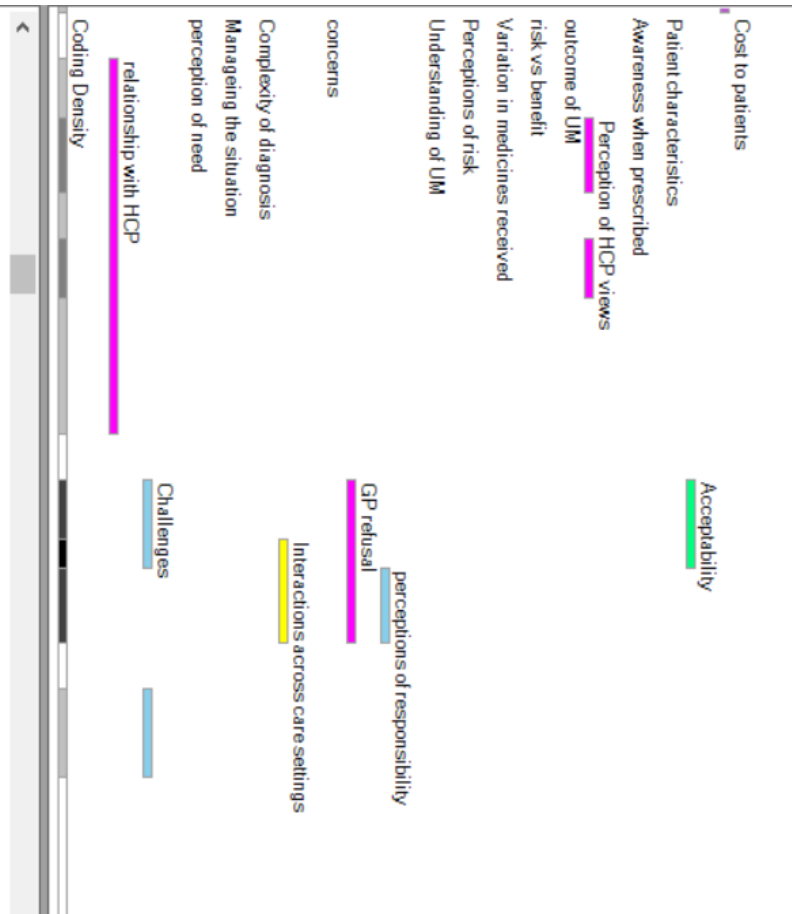 Cost to patients
Acceptability
Patient characteristics
Awareness when prescribed
Perception of HCP views
outcome of UM
risk vs benefit
Variation in medicines received
Perceptions of risk
Understanding of UM
perceptions of responsibility
GP refusal
concerns
Interactions across care settings
Complexity of diagnosis
Manageing the situation
perception of need
Challenges
relationship with HCP
Coding Density